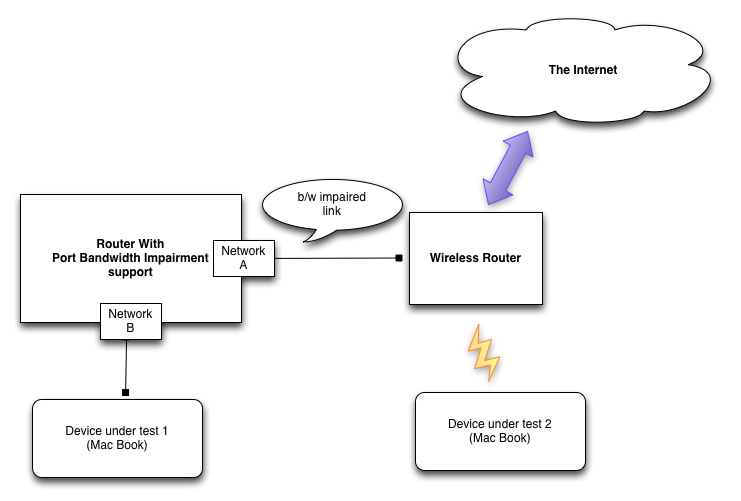 The Internet
b/w impaired
link
Router With
Port Bandwidth Impairment
support
Network
A
Wireless Router
Network
B
Device under test 1
(Mac Book)
Device under test 2
(Mac Book)